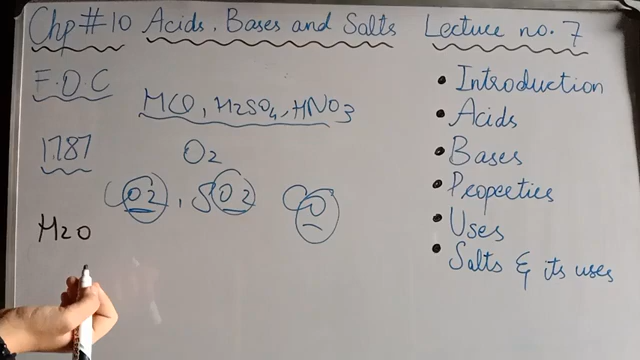 Chp #10 Acids, Bases and Salts
Lecture no. 7
F.D.C
HCl, H2SO4, HNO3
1787
O2
CO2, SO2 CO
H2O
• Introduction
• Acids
• Bases
• Properties
• Uses
• Salts & its uses